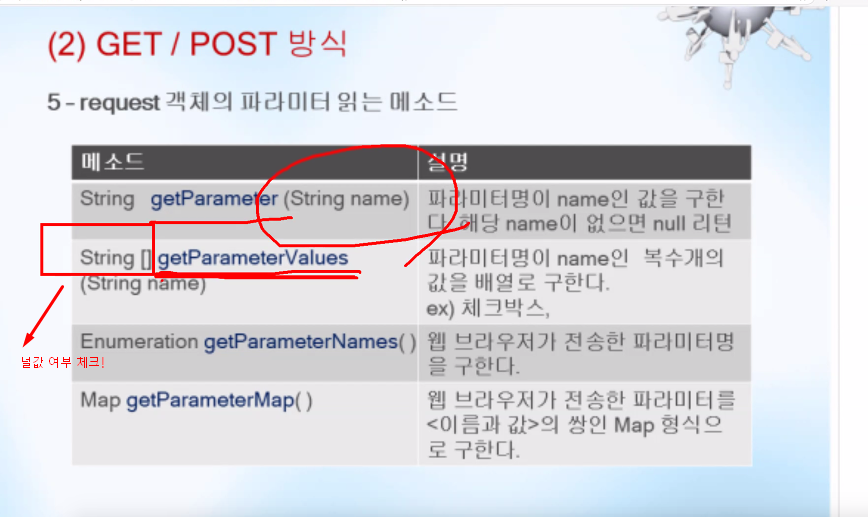 (2) GET / POST 방식
5 – request 객체의 파라미터 읽는 메소드
메소드 설명
String getParameter (String name) 파라미터명이 name인 값을 구한
다. 해당 name이 없으면 null 리턴
String [] getParameterValues 파라미터명이 name인 복수개의
(String name) 값을 배열로 구한다.
ex) 체크박스,
Enumeration getParameterNames( ) 웹 브라우저가 전송한 파라미터명
을 구한다.
널값 여부 체크!
Map getParameterMap( ) 웹 브라우저가 전송한 파라미터를
<이름과 값>의 쌍인 Map 형식으
로 구한다.